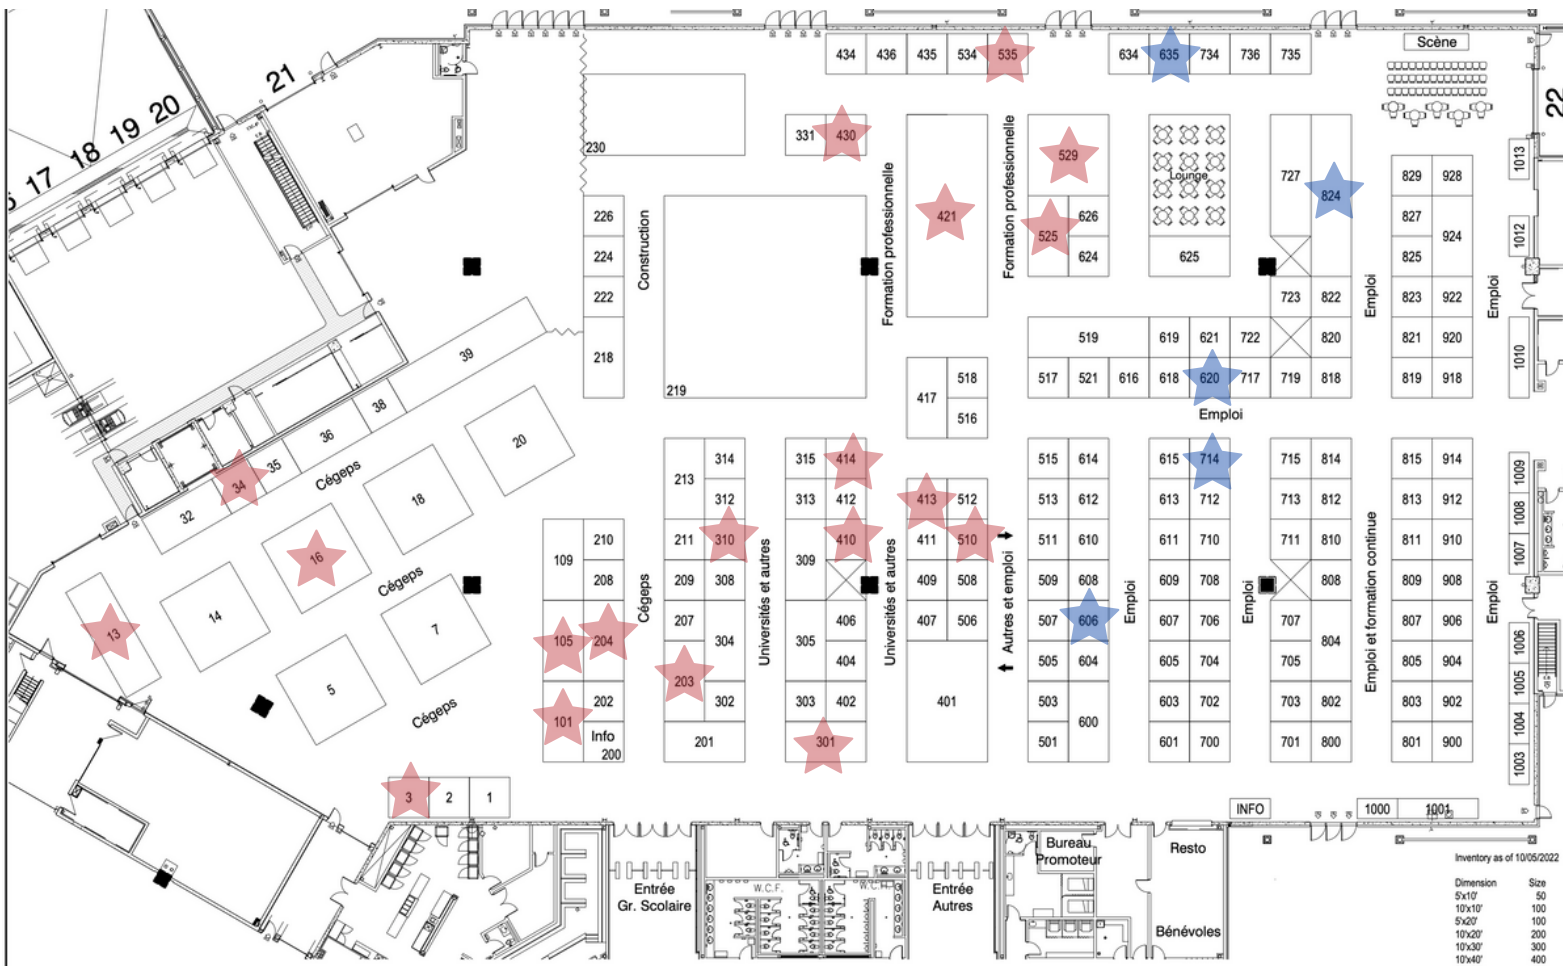 Scène
21
20
19
18
17
22
434 436 435 534 535
634 635 734 736 735
331 430
230
529
Lounge
727
824
829 928
827
924
825
1013
1012
226
224
222
218
Construction
421
Formation professionnelle
Formation professionnelle
525
626
624
625
723 822
Emploi
823 922
Emploi
519
619 621 722
820
821 920
1010
219
417
518
516
517 521 616 618 620 717 719 818
819 918
Emploi
39
38
36
35
34
32
Cégeps
20
18
16
14
13
Cégeps
7
5
Cégeps
3 2 1
109
210
208
105 204
101
202
Info
200
Cégeps
213
314
312
211 310
209 308
207
304
203
302
201
Universités et autres
315 414
313 412
309
410
305
406
404
303 402
301
Universités et autres
413 512
411 510
409 508
407 506
401
Autres et emploi
515 614
513 612
511 610
509 608
507 606
505 604
503
600
501
Emploi
615 714
613 712
611 710
609 708
607 706
605 704
603 702
601 700
Emploi
715 814
713 812
711 810
808
707
804
705
703 802
701 800
Emploi et formation continue
815 914
813 912
811 910
809 908
807 906
805 904
803 902
801 900
Emploi
1009
1008
1007
1006
1005
1004
1003
INFO
1000 1001
Entrée
Gr. Scolaire
W.C.F.
Entrée
Autres
Bureau
Promoteur
Resto
Bénévoles
Inventory as of 10/05/2022
Dimension Size
5'x10' 50
10'x10' 100
5'x20' 100
10'x20' 200
10'x30' 300
10'x40' 400